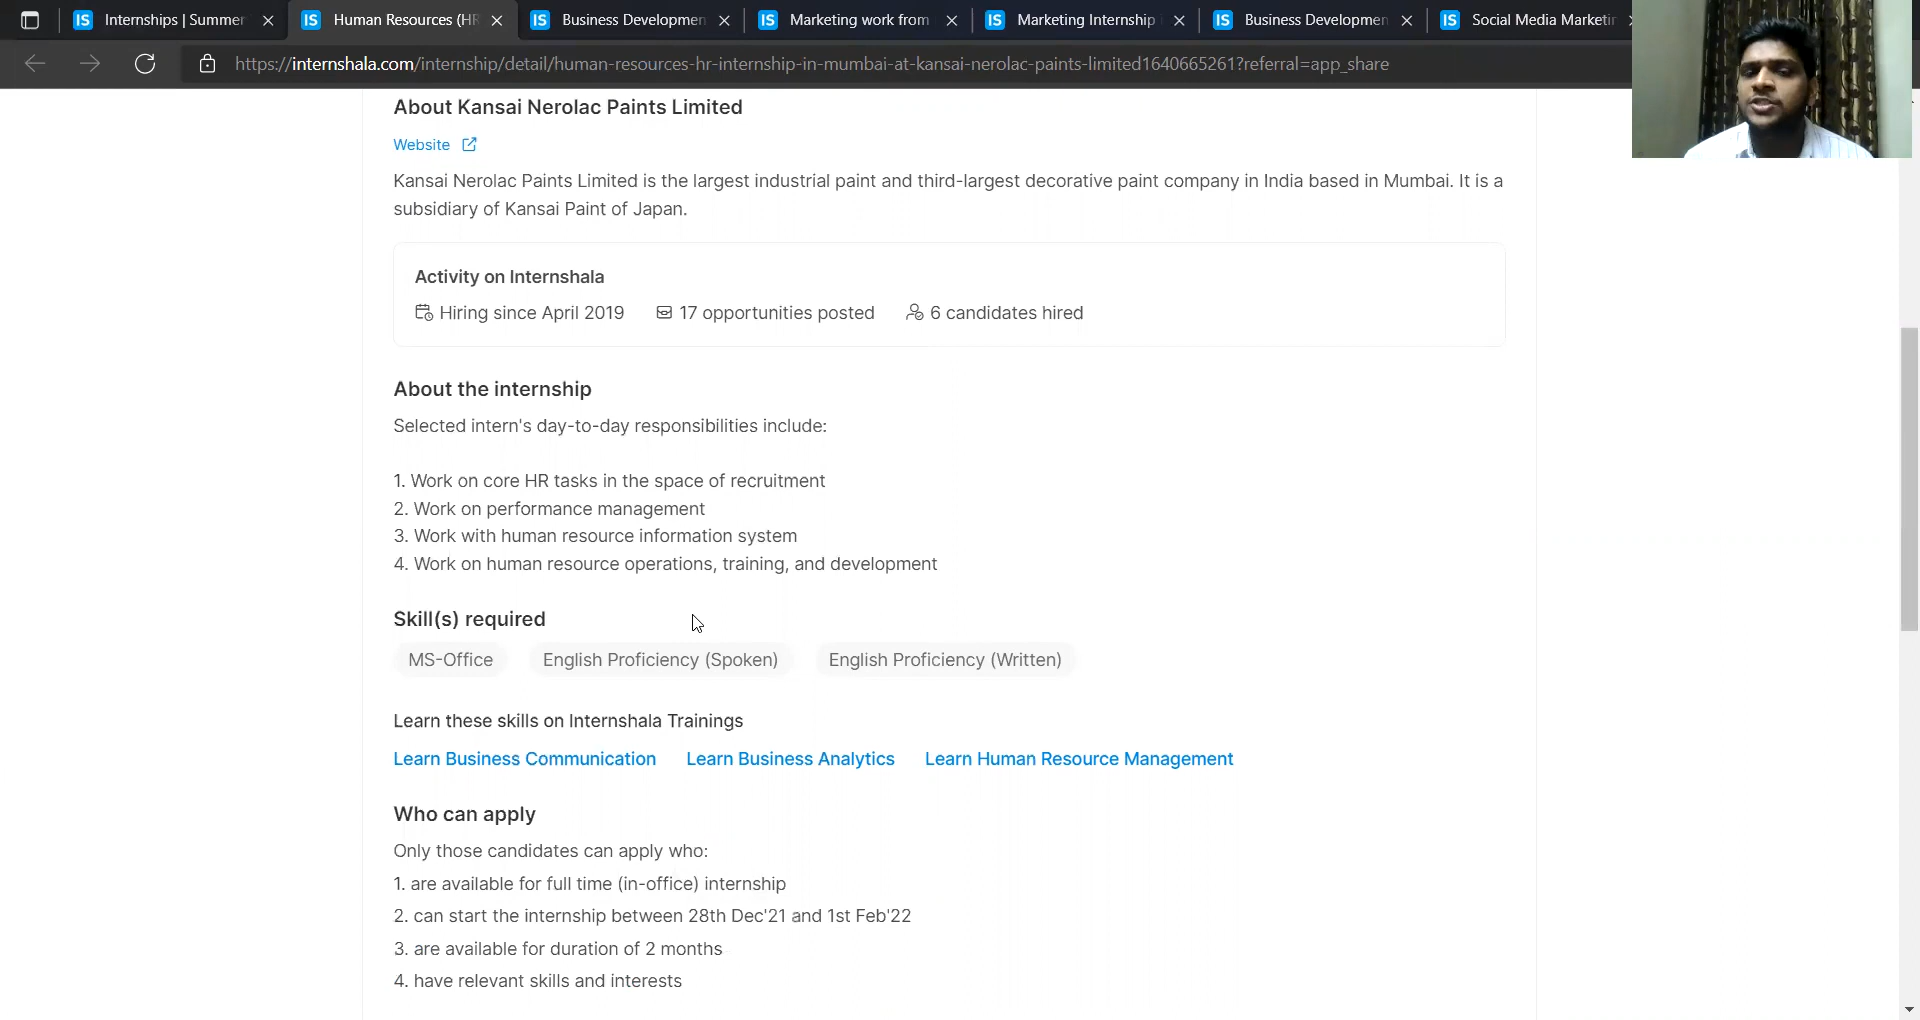 IS Internships | Summer
IS Human Resources (HR
IS Business Developmen
IS Marketing work from
IS Marketing Internship
IS Business Developmen
IS Social Media Marketin
https://internshala.com/internship/detail/human-resources-hr-internship-in-mumbai-at-kansai-nerolac-paints-limited1640665261?referral=app_share
About Kansai Nerolac Paints Limited
Website
Kansai Nerolac Paints Limited is the largest industrial paint and third-largest decorative paint company in India based in Mumbai. It is a
subsidiary of Kansai Paint of Japan.
Activity on Internshala
Hiring since April 2019 17 opportunities posted 6 candidates hired
About the internship
Selected intern's day-to-day responsibilities include:
1. Work on core HR tasks in the space of recruitment
2. Work on performance management
3. Work with human resource information system
4. Work on human resource operations, training, and development
Skill(s) required
MS-Office English Proficiency (Spoken) English Proficiency (Written)
Learn these skills on Internshala Trainings
Learn Business Communication Learn Business Analytics Learn Human Resource Management
Who can apply
Only those candidates can apply who:
1. are available for full time (in-office) internship
2. can start the internship between 28th Dec'21 and 1st Feb'22
3. are available for duration of 2 months
4. have relevant skills and interests